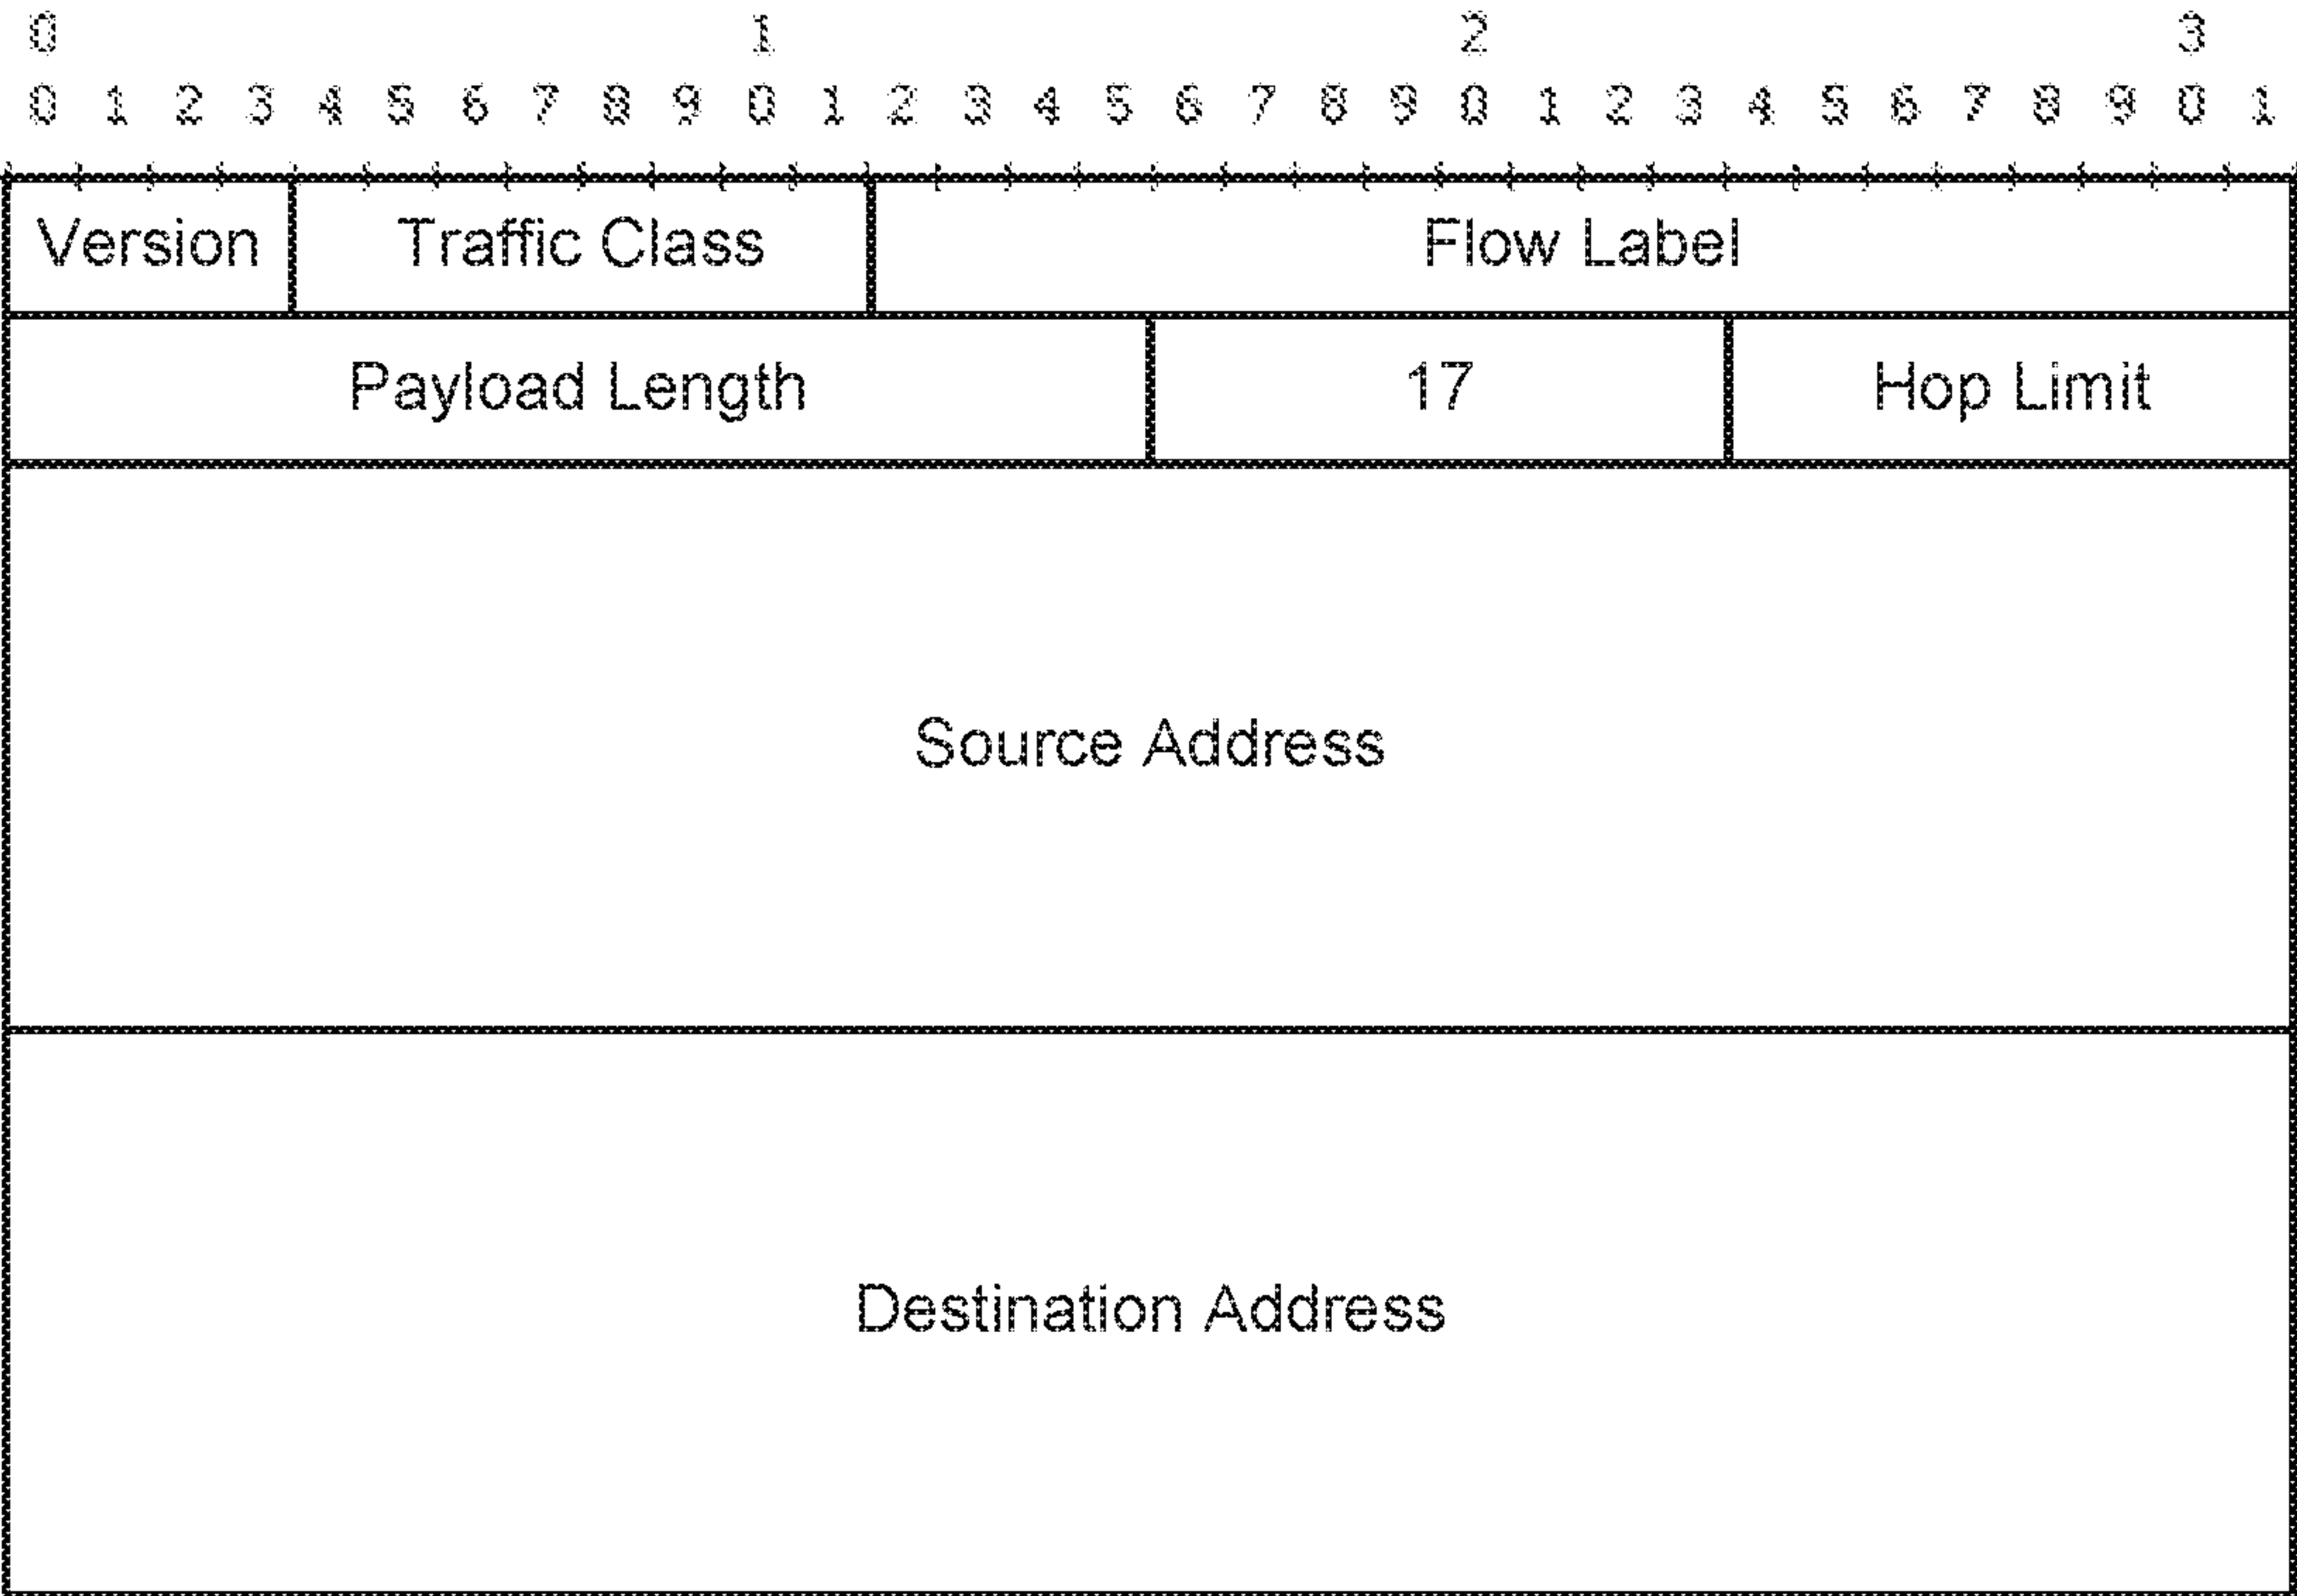 0 1 2 3
0 1 2 3 4 5 6 7 8 9 0 1 2 3 4 5 6 7 8 9 0 1 2 3 4 5 6 7 8 9 0 1
Version Traffic Class Flow Label
Payload Length 17 Hop Limit
Source Address
Destination Address